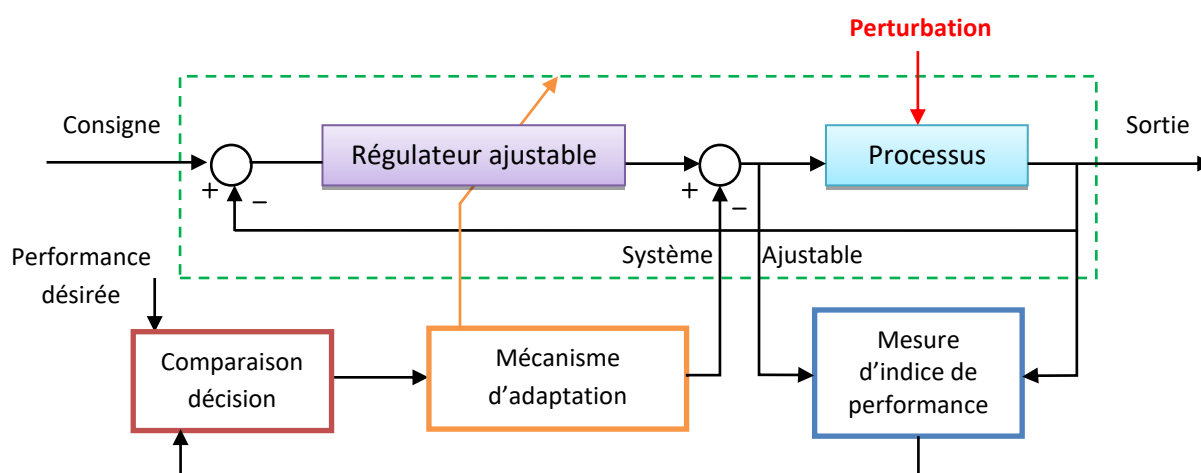 Perturbation
Consigne
Sortie
Régulateur ajustable
Processus
+
−
+
−
Système
Ajustable
Performance
désirée
Comparaison
décision
Mécanisme
d’adaptation
Mesure
d’indice de
performance